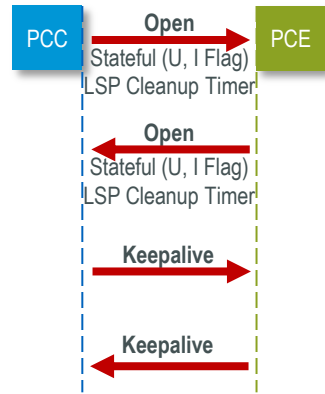 PCC
Open
PCE
Stateful (U, I Flag)
LSP Cleanup Timer
Open
Stateful (U, I Flag)
LSP Cleanup Timer
Keepalive
Keepalive